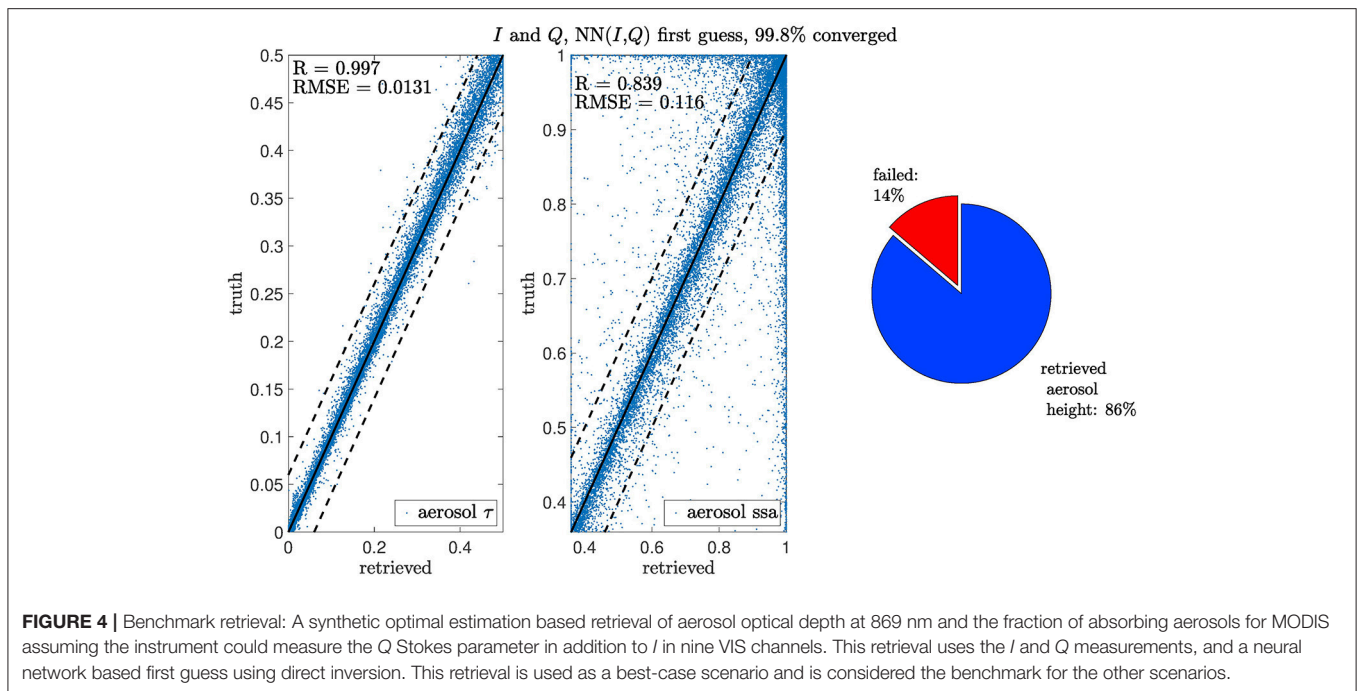 I and Q, NN(I,Q) first guess, 99.8% converged
R = 0.997
RMSE = 0.0131
0.5
0.45
0.4
0.35
0.3
0.25
0.2
0.15
0.1
0.05
0
truth
0 0.2 0.4
retrieved
aerosol τ
R = 0.839
RMSE = 0.116
1
0.9
0.8
0.7
0.6
0.5
0.4
truth
0.4 0.6 0.8 1
retrieved
aerosol ssa
failed:
14%
retrieved
aerosol
height: 86%
FIGURE 4 | Benchmark retrieval: A synthetic optimal estimation based retrieval of aerosol optical depth at 869 nm and the fraction of absorbing aerosols for MODIS
assuming the instrument could measure the Q Stokes parameter in addition to I in nine VIS channels. This retrieval uses the I and Q measurements, and a neural
network based first guess using direct inversion. This retrieval is used as a best-case scenario and is considered the benchmark for the other scenarios.